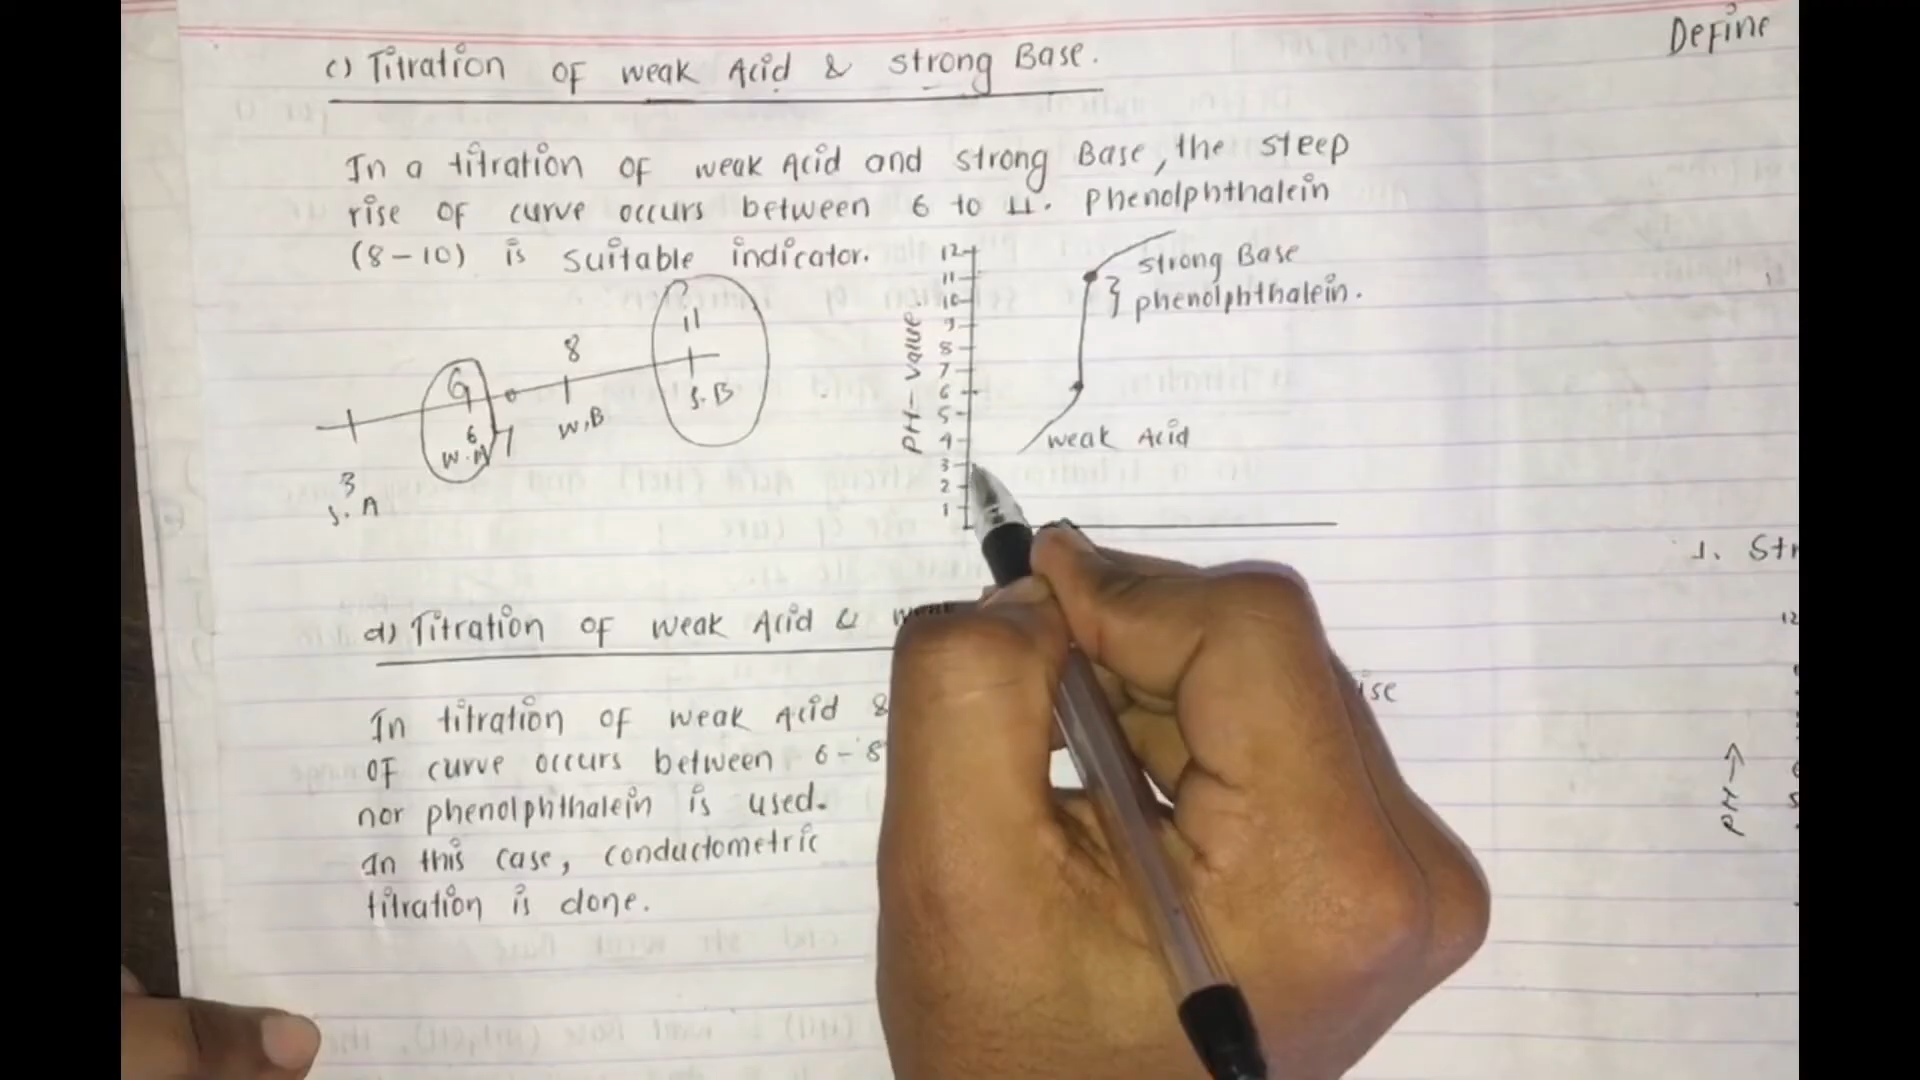 c) Titration OF weak Acid & strong Base.
In a titration OF weak Acid and strong Base, the steep
rise OF curve occurs between 6 to 11. Phenolphthalein
(8-10) is suitable indicator.
12
11
10
9
8
7
6
5
4
3
2
1
PH-value
strong Base
phenolphthalein.
weak Acid
3
S.A
6
W.A
7
8
W.B
11
S.B
d) Titration OF weak Acid &
In titration OF weak Acid &
OF curve occurs between 6-8
nor phenolphthalein is used.
In this case, conductometric
titration is done.
Define
1. Str
12
PH→